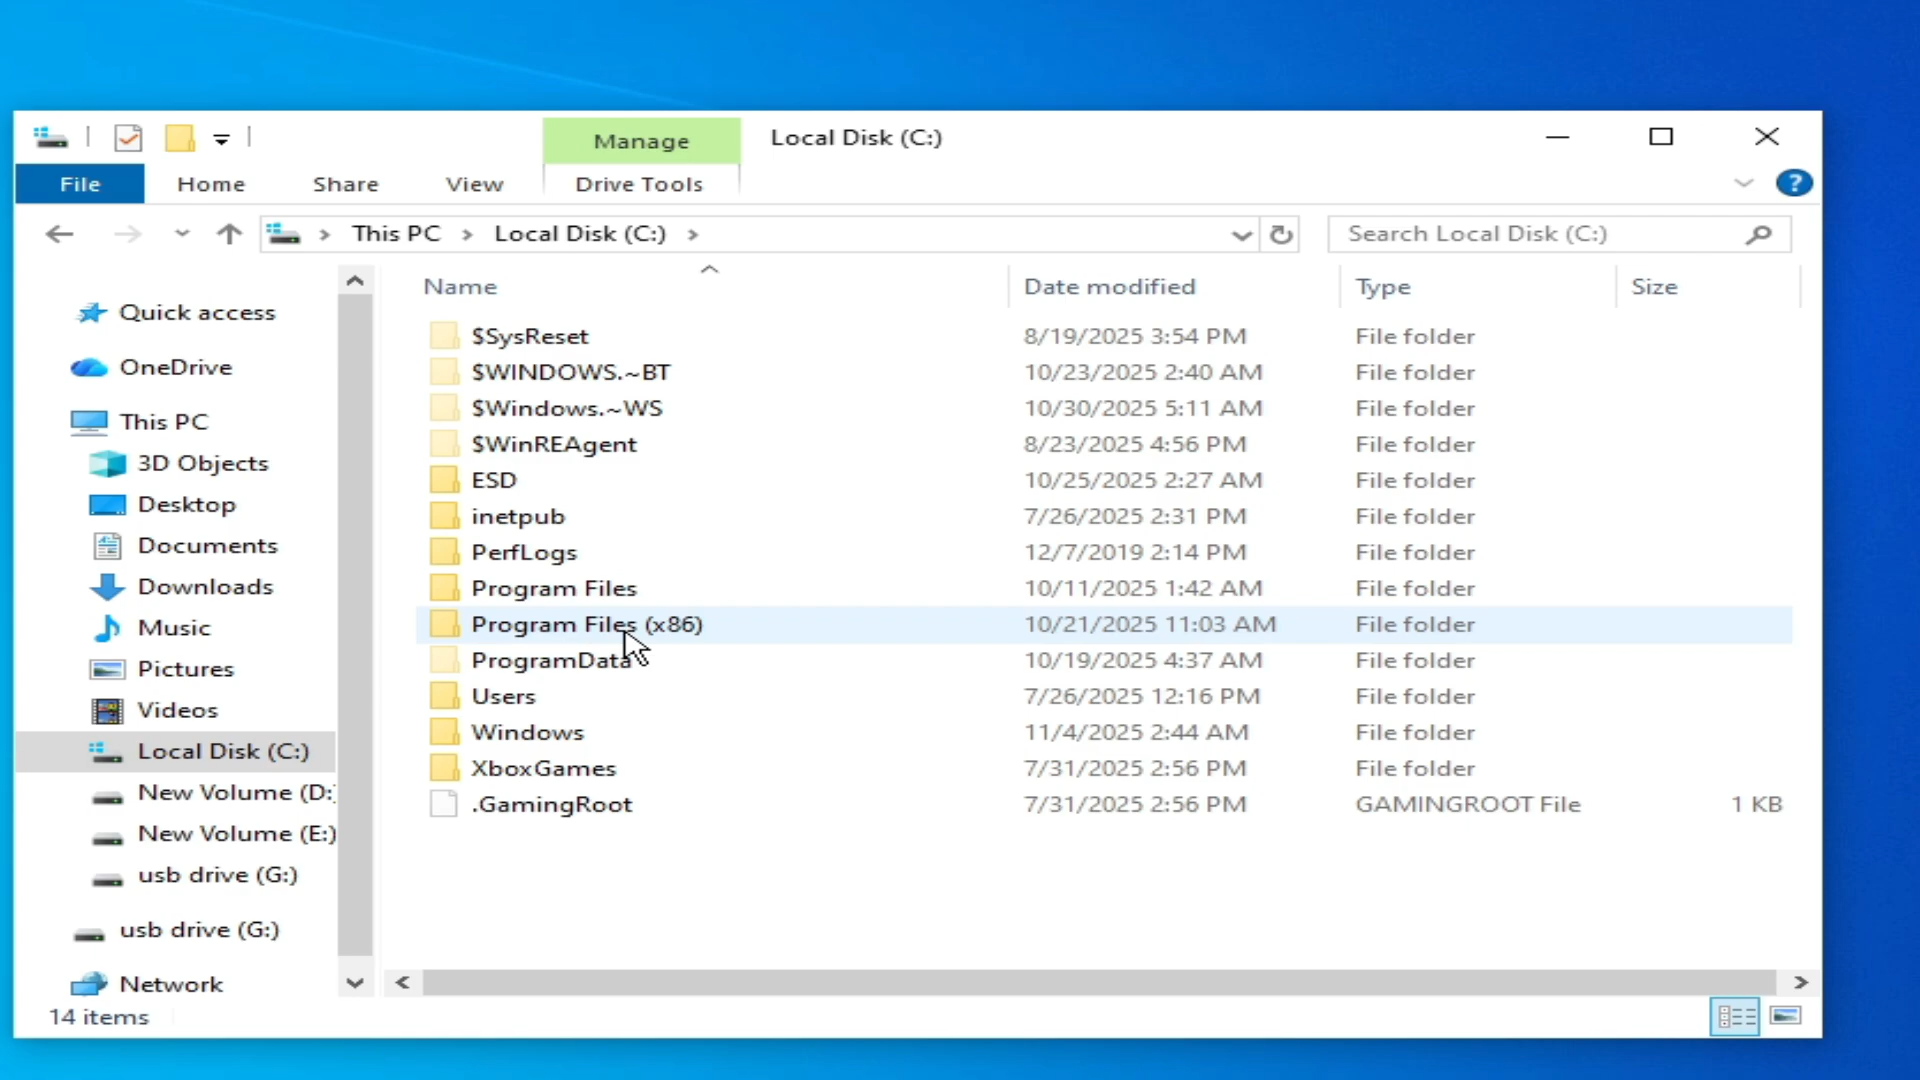 Manage
Local Disk (C:)
File
Home
Share
View
Drive Tools
This PC
Local Disk (C:)
Search Local Disk (C:)
Quick access
OneDrive
This PC
3D Objects
Desktop
Documents
Downloads
Music
Pictures
Videos
Local Disk (C:)
New Volume (D:
New Volume (E:)
usb drive (G:)
usb drive (G:)
Network
Name Date modified Type Size
$SysReset 8/19/2025 3:54 PM File folder
$WINDOWS.~BT 10/23/2025 2:40 AM File folder
$Windows.~WS 10/30/2025 5:11 AM File folder
$WinREAgent 8/23/2025 4:56 PM File folder
ESD 10/25/2025 2:27 AM File folder
inetpub 7/26/2025 2:31 PM File folder
PerfLogs 12/7/2019 2:14 PM File folder
Program Files 10/11/2025 1:42 AM File folder
Program Files (x86) 10/21/2025 11:03 AM File folder
ProgramData 10/19/2025 4:37 AM File folder
Users 7/26/2025 12:16 PM File folder
Windows 11/4/2025 2:44 AM File folder
XboxGames 7/31/2025 2:56 PM File folder
.GamingRoot 7/31/2025 2:56 PM GAMINGROOT File 1 KB
14 items